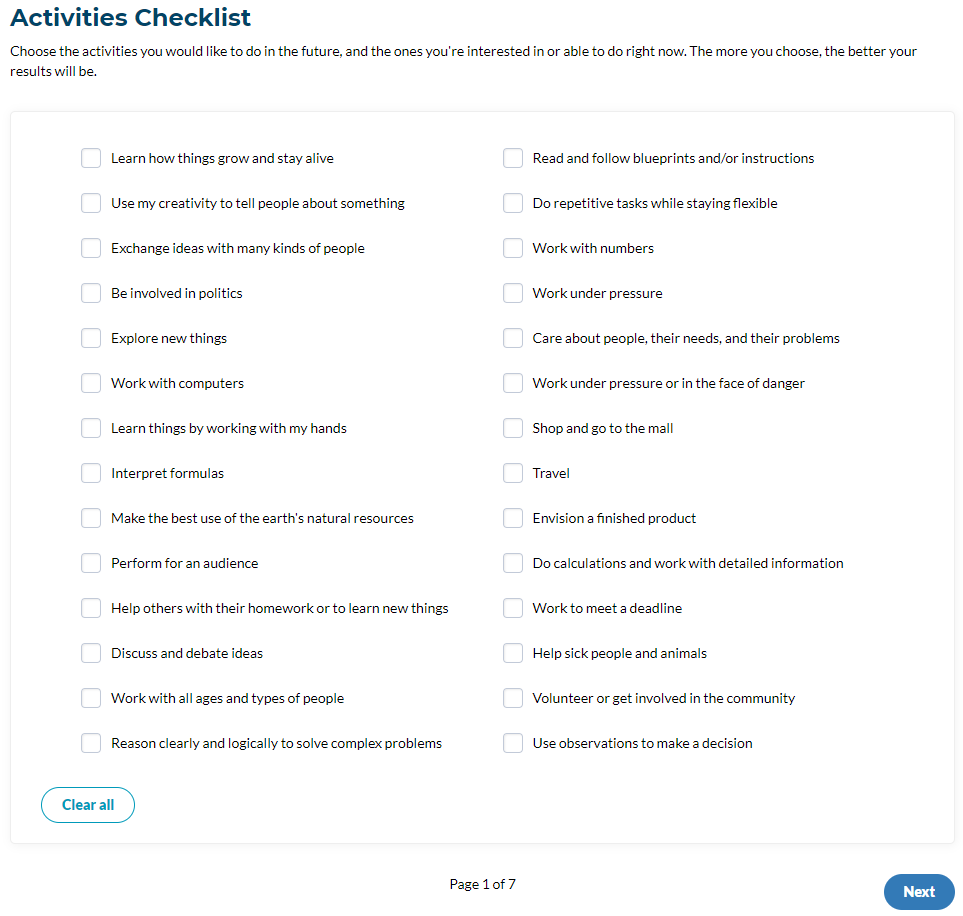 Activities Checklist
Choose the activities you would like to do in the future, and the ones you're interested in or able to do right now. The more you choose, the better your
results will be.
Learn how things grow and stay alive
Use my creativity to tell people about something
Exchange ideas with many kinds of people
Be involved in politics
Explore new things
Work with computers
Learn things by working with my hands
Interpret formulas
Make the best use of the earth's natural resources
Perform for an audience
Help others with their homework or to learn new things
Discuss and debate ideas
Work with all ages and types of people
Reason clearly and logically to solve complex problems
Read and follow blueprints and/or instructions
Do repetitive tasks while staying flexible
Work with numbers
Work under pressure
Care about people, their needs, and their problems
Work under pressure or in the face of danger
Shop and go to the mall
Travel
Envision a finished product
Do calculations and work with detailed information
Work to meet a deadline
Help sick people and animals
Volunteer or get involved in the community
Use observations to make a decision
Clear all
Page 1 of 7
Next